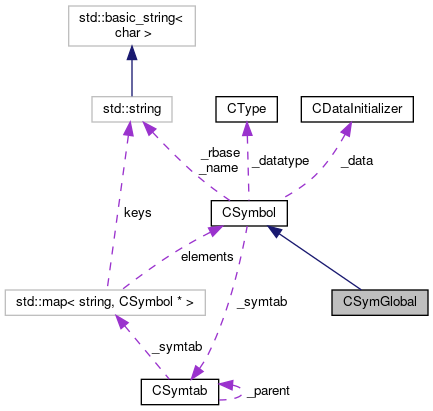 std::basic_string<
char >
std::string
CType
CDataInitializer
_rbase
_name
_datatype
_data
keys
CSymbol
elements
std::map< string, CSymbol * >
_symtab
CSymGlobal
_symtab
CSymtab
_parent